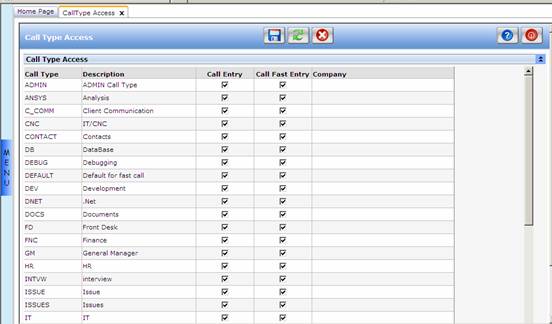 Home Page CallType Access x
Call Type Access
Call Type Access
Call Type Description Call Entry Call Fast Entry Company
ADMIN ADMIN Call Type
ANSYS Analysis
C_COMM Client Communication
CNC IT/CNC
CONTACT Contacts
DB DataBase
DEBUG Debugging
DEFAULT Default for fast call
DEV Development
DNET .Net
DOCS Documents
FD Front Desk
FNC Finance
GM General Manager
HR HR
INTVW interview
ISSUE Issue
ISSUES Issues
IT IT
MENU